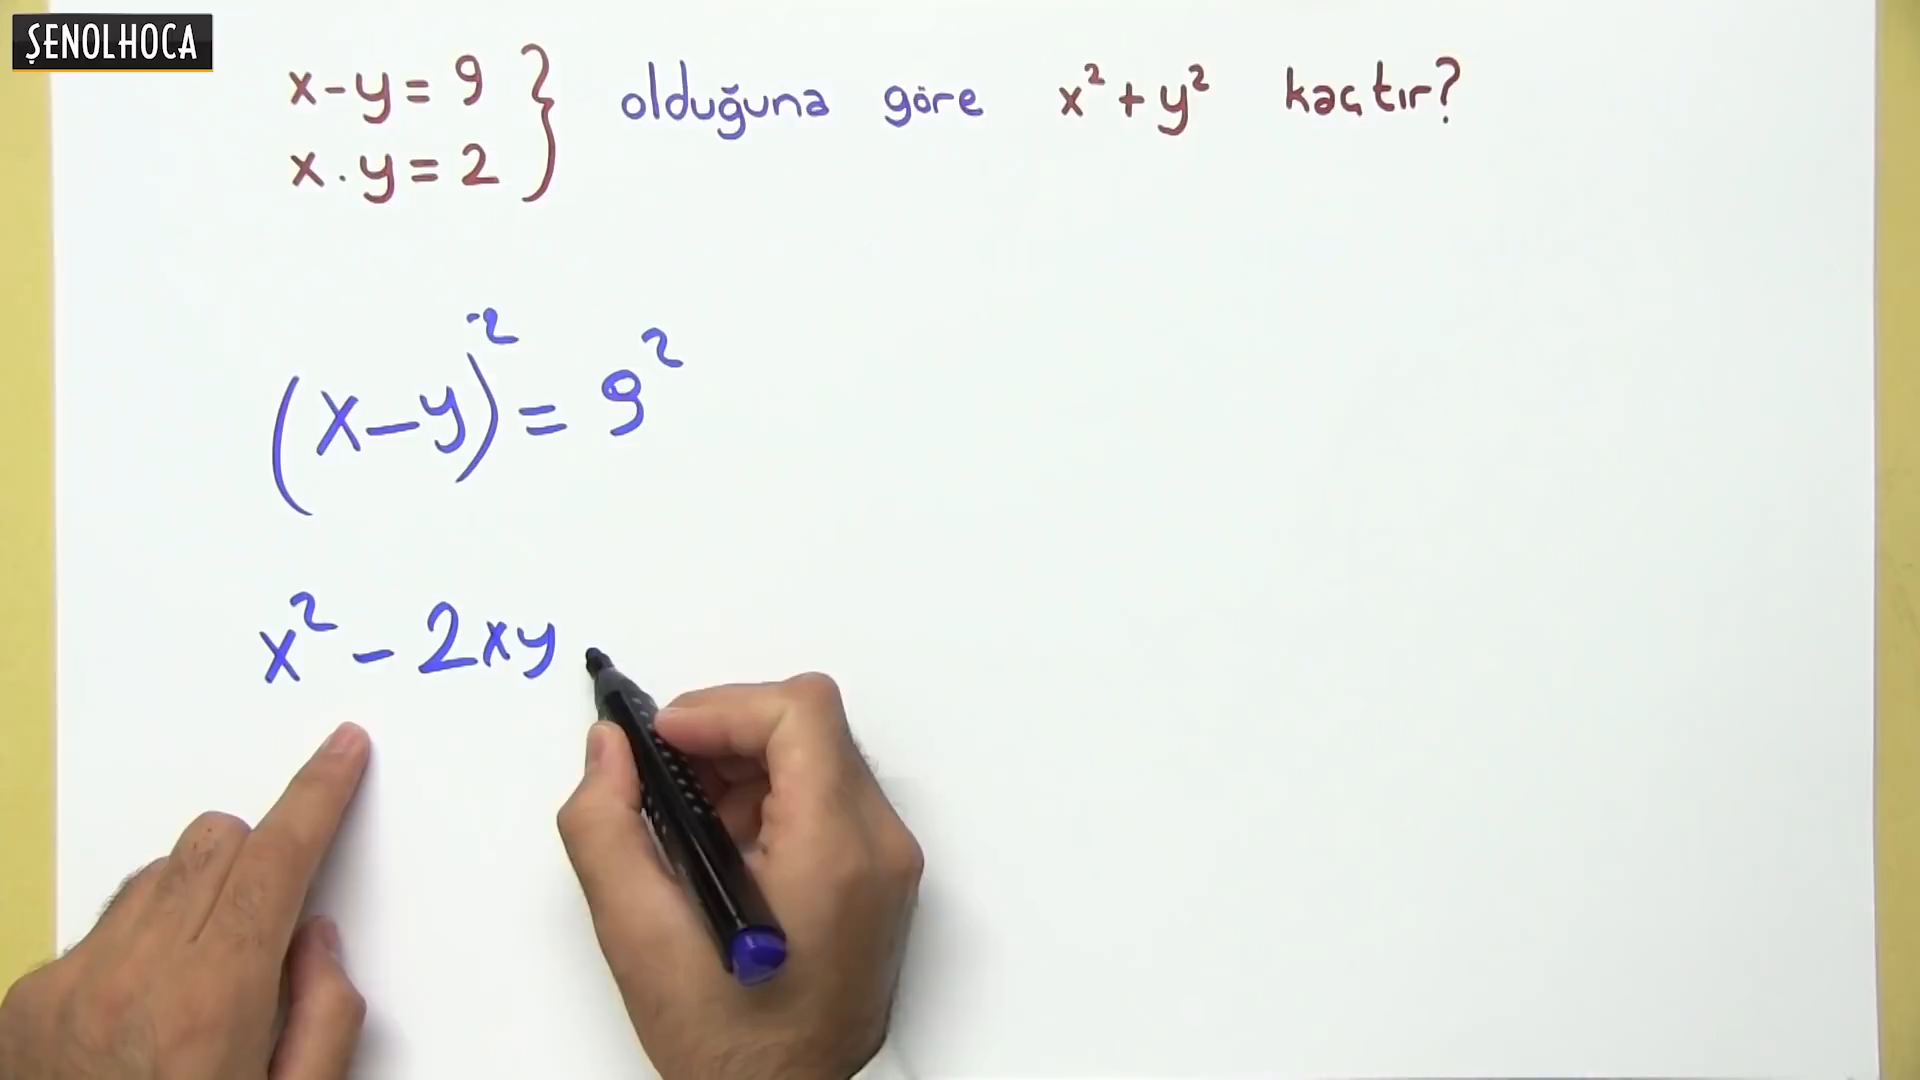 ŞENOLHOCA
x-y=9 } olduğuna göre x²+y² kaçtır?
x.y=2
(x-y)²=9²
x²-2xy